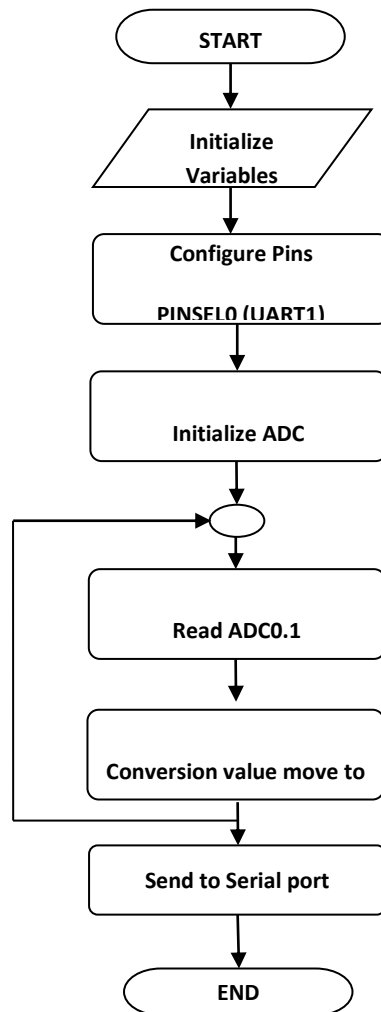 START
Initialize
Variables
Configure Pins
PINSEL0 (UART1)
Initialize ADC
Read ADC0.1
Conversion value move to
Send to Serial port
END